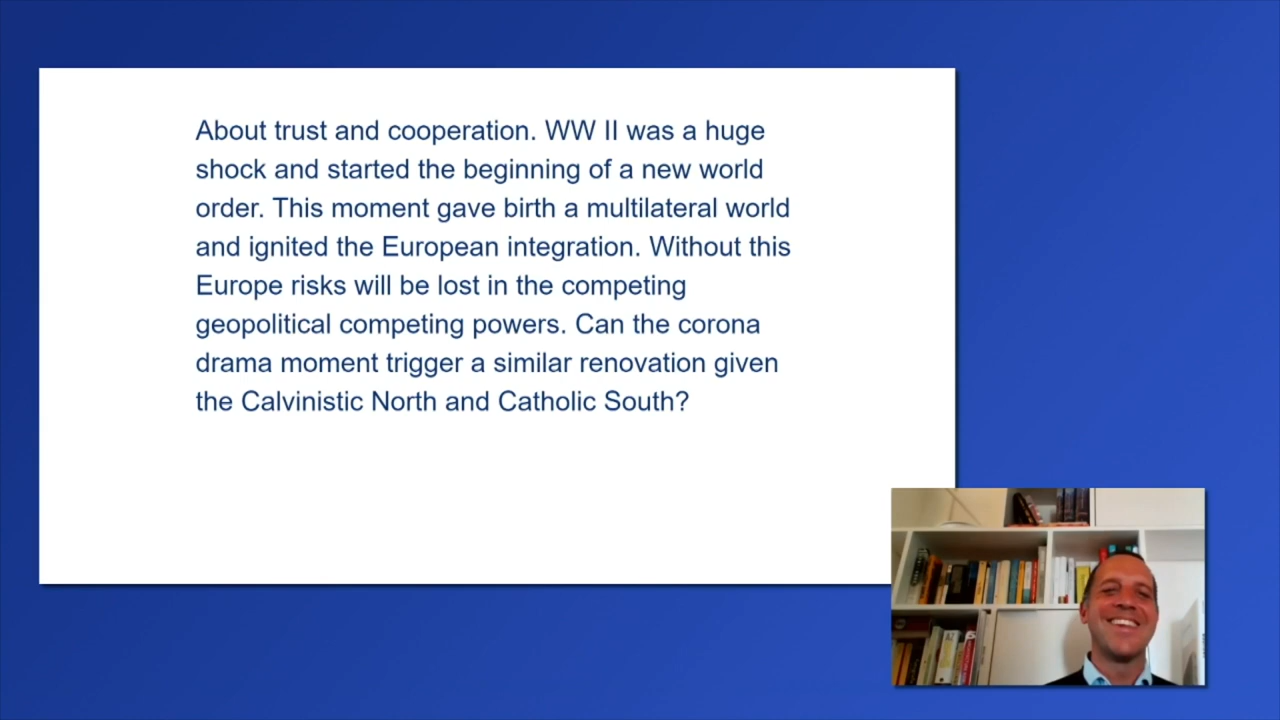 About trust and cooperation. WW II was a huge
shock and started the beginning of a new world
order. This moment gave birth a multilateral world
and ignited the European integration. Without this
Europe risks will be lost in the competing
geopolitical competing powers. Can the corona
drama moment trigger a similar renovation given
the Calvinistic North and Catholic South?